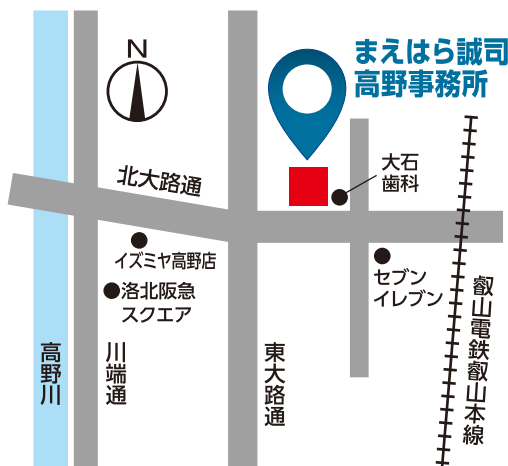 N
まえはら誠司
高野事務所
大石
歯科
北大路通
イズミヤ高野店
洛北阪急
スクエア
セブン
イレブン
高野川
川端通
東大路通
叡山電鉄叡山本線